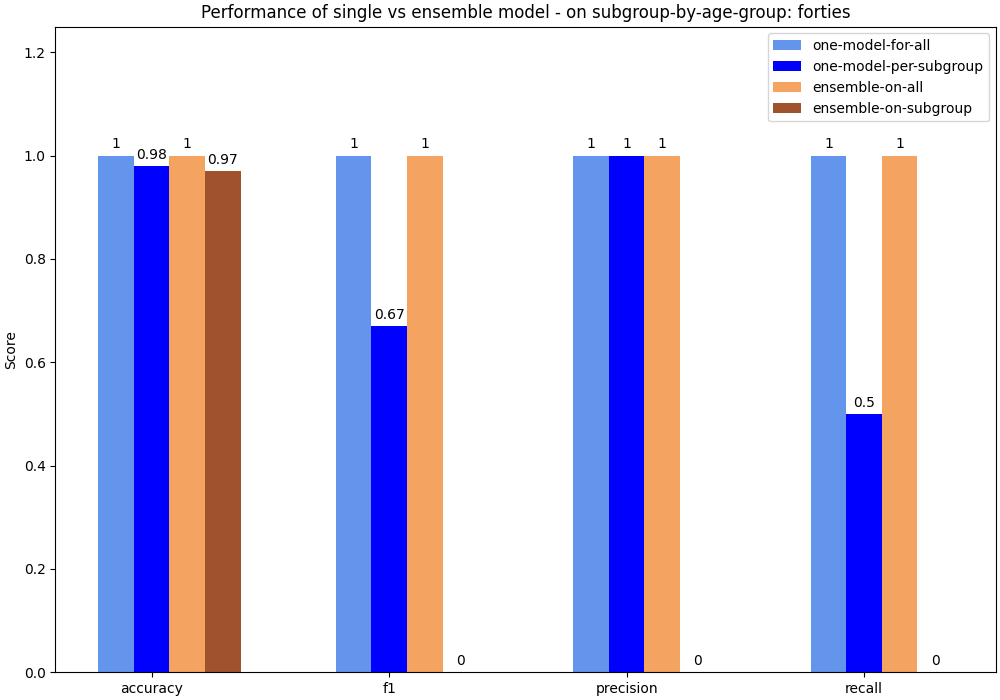 Performance of single vs ensemble model - on subgroup-by-age-group: forties
one-model-for-all
one-model-per-subgroup
ensemble-on-all
ensemble-on-subgroup
Score
1.2
1.0
0.8
0.6
0.4
0.2
0.0
1
0.98
1
0.97
1
0.67
1
0
1
1
1
0
1
0.5
1
0
accuracy
f1
precision
recall